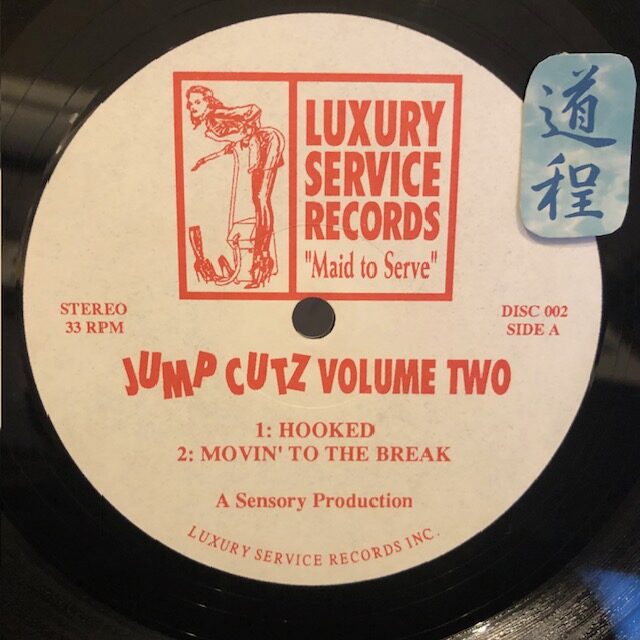 LUXURY
SERVICE
RECORDS
"Maid to Serve"
道程
STEREO
33 RPM
DISC 002
SIDE A
JUMP CUTZ VOLUME TWO
1: HOOKED
2: MOVIN' TO THE BREAK
A Sensory Production
LUXURY SERVICE RECORDS INC.